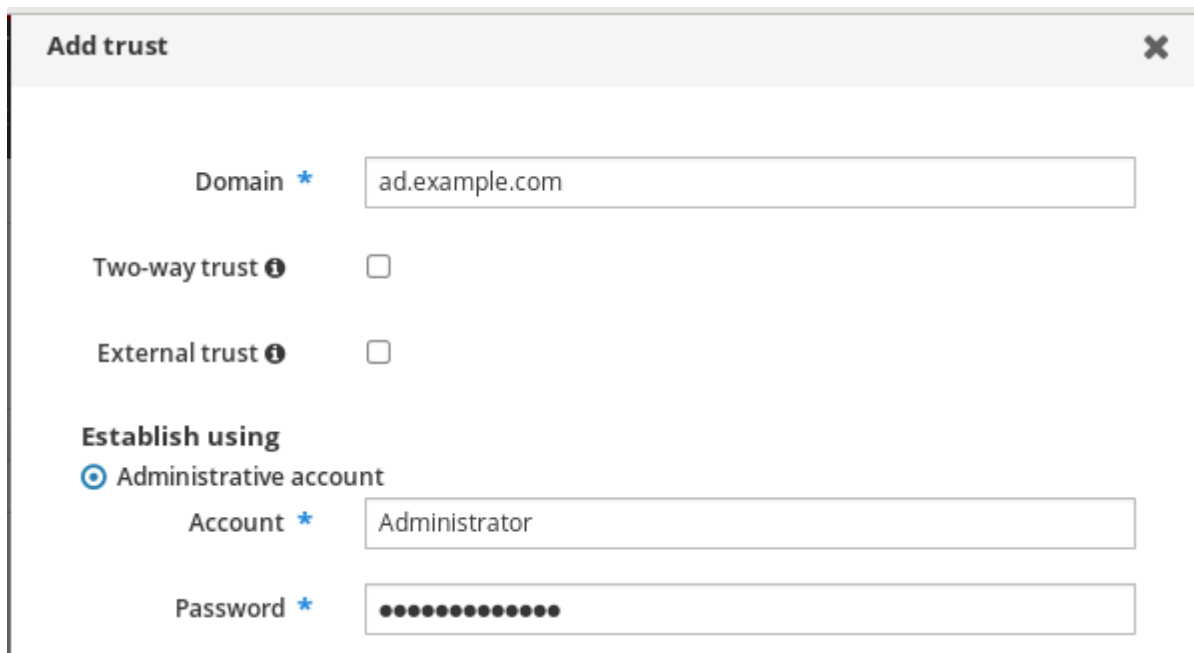 Add trust
Domain *
ad.example.com
Two-way trust
External trust
Establish using
Administrative account
Account *
Administrator
Password *
●●●●●●●●●●●●●